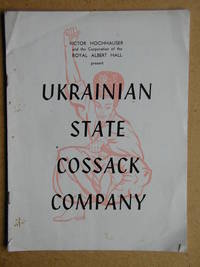 VICTOR HOCHHAUSER
and the Corporation of the
ROYAL ALBERT HALL
present
UKRAINIAN
STATE
COSSACK
COMPANY